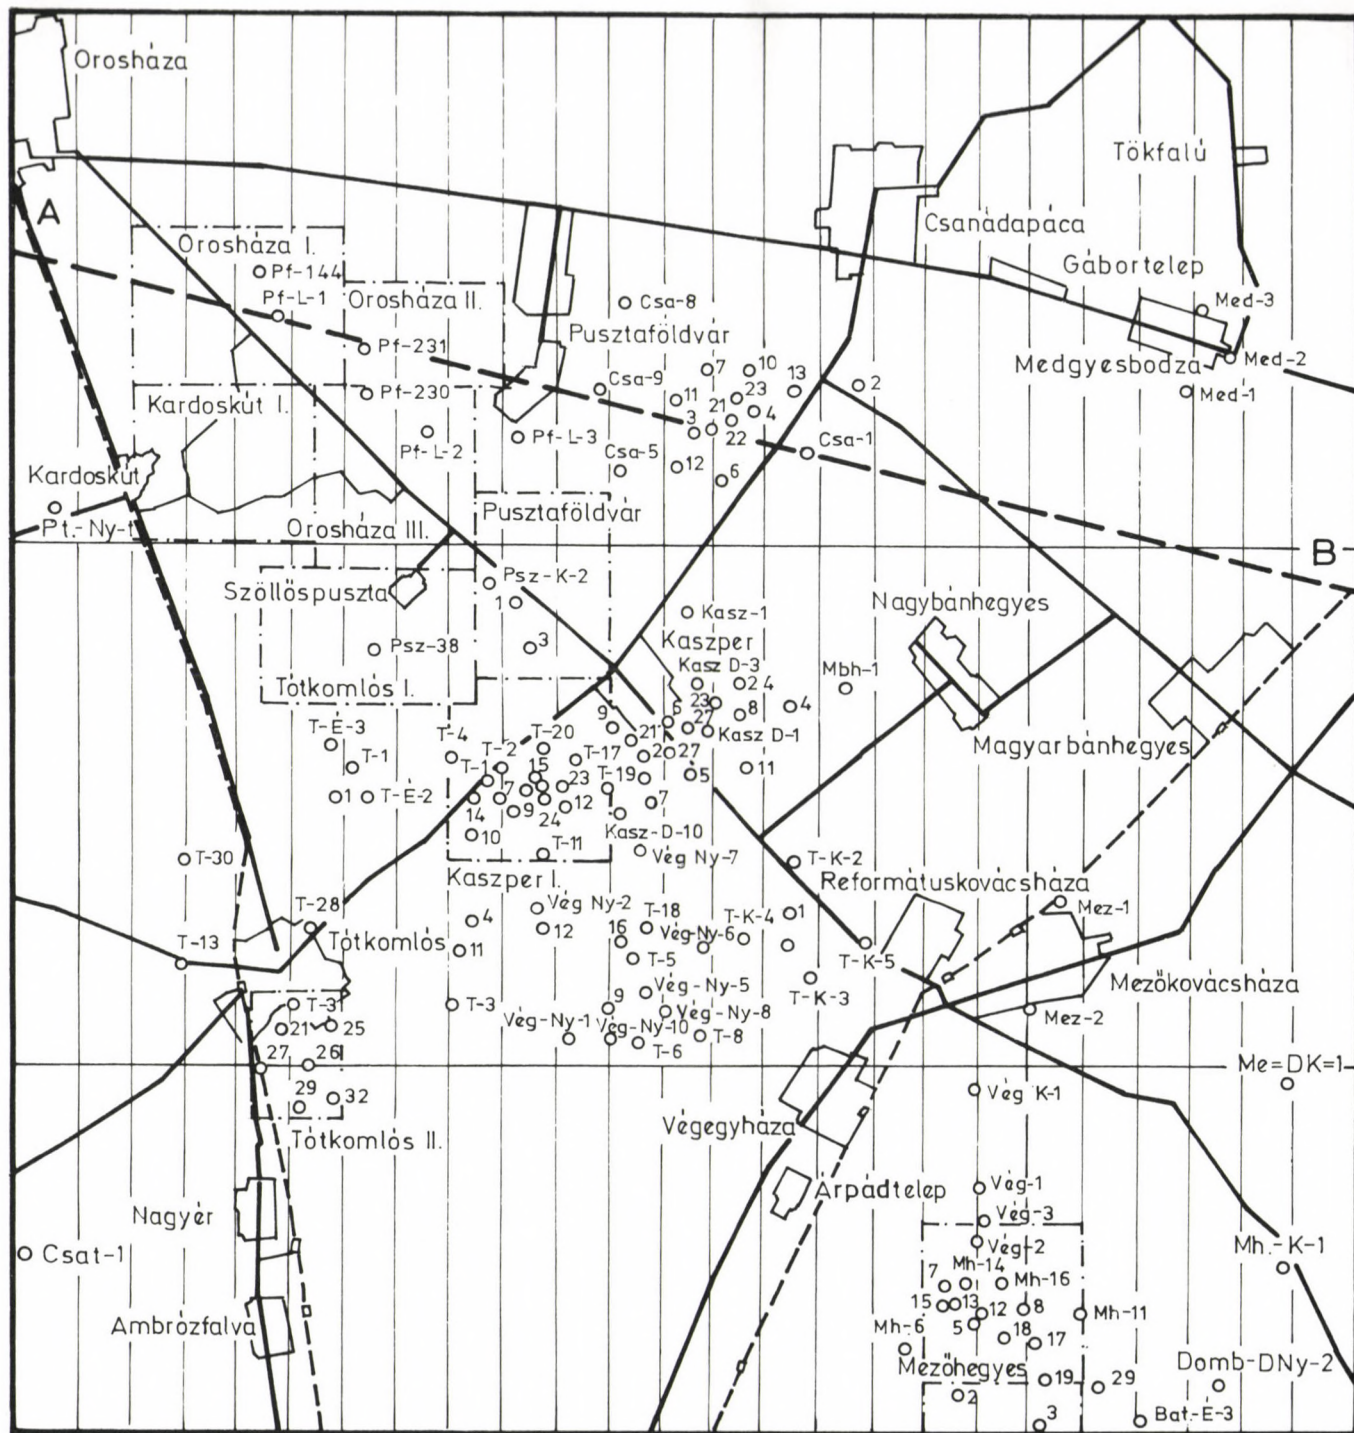 Orosháza
A
Tökfalú
Csanádapáca
Orosháza I.
Pf-144
Gábortelep
Pf-L-1
Orosháza II.
Csa-8
Med-3
Pusztaföldvár
Pf-231
Medgyesbodza
Med-2
7
10
Csa-9
13
2
Pf-230
23
Med-1
Kardoskút I.
11
21
4
3
22
Pf-L-2
Pf-L-3
Csa-1
Csa-5
12
6
Kardoskút
Pt.-Ny-1
Orosháza III.
Pusztaföldvár
B
Szöllőspuszta
Psz-K-2
1
Nagybánhegyes
Kasz-1
3
Kaszper
Psz-38
Kasz D-3
Mbh-1
Tótkomlós I.
24
23
8
4
6
9
27
Kasz D-1
T-É-3
T-4
T-20
21
Magyarbánhegyes
T-2
T-17
2
27
T-1
T-1
15
T-19
5
11
1
T-É-2
7
23
14
9
12
7
24
10
Kasz-D-10
T-11
Vég Ny-7
T-30
T-K-2
Kaszper I.
Reformátuskovácsháza
T-28
4
Vég Ny-2
T-18
T-K-4
1
Mez-1
Tótkomlós
12
16
Vég-Ny-6
T-13
11
T-5
T-K-5
T-K-3
Mezőkovácsháza
Vég-Ny-5
T-31
T-3
9
Vég-Ny-8
Mez-2
21
25
Vég-Ny-1
Vég-Ny-10
T-8
T-6
27
26
Me=DK=1
29
32
Vég K-1
Végegyháza
Tótkomlós II.
Vég-1
Árpádtelep
Nagyér
Vég-3
Csat-1
Vég-2
Mh.-K-1
Mh-14
7
Mh-16
15
13
12
8
Mh-11
Ambrózfalva
5
Mh-6
18
17
Mezőhegyes
Domb-DNy-2
19
29
2
3
Bat.-É-3